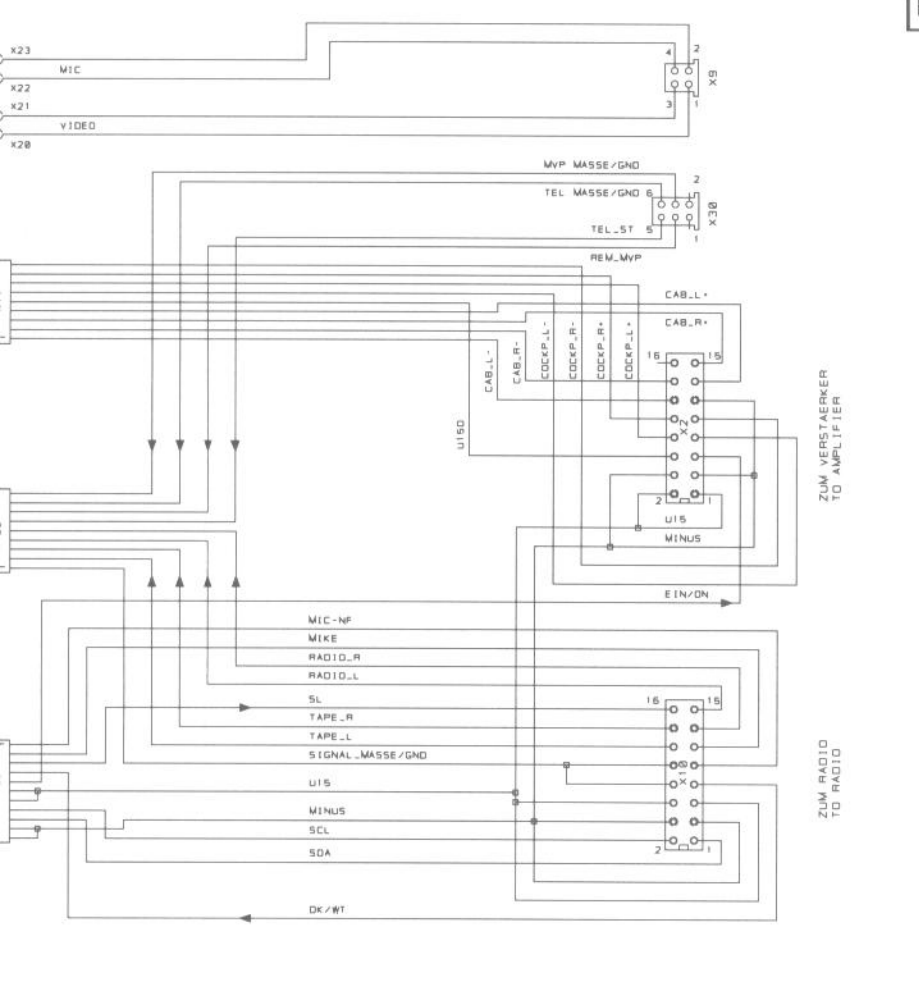 X23
MIC
X22
X21
VIDEO
X20
4 2
X9
3 1
MVP MASSE/GND
2
TEL MASSE/GND 6
X30
TEL_ST 5
1
REM_MVP
CAB_L+
CAB_R+
CAB_L-
CAB_R-
COCKP_L-
COCKP_R-
COCKP_R+
COCKP_L+
16 15
X2
U15D
2 1
U15
MINUS
ZUM VERSTAERKER
TO AMPLIFIER
EIN/ON
MIC-NF
MIKE
RADIO_R
RADIO_L
SL
16 15
TAPE_R
TAPE_L
SIGNAL_MASSE/GND
X10
U15
MINUS
SCL
SDA
2 1
ZUM RADIO
TO RADIO
DK/WT